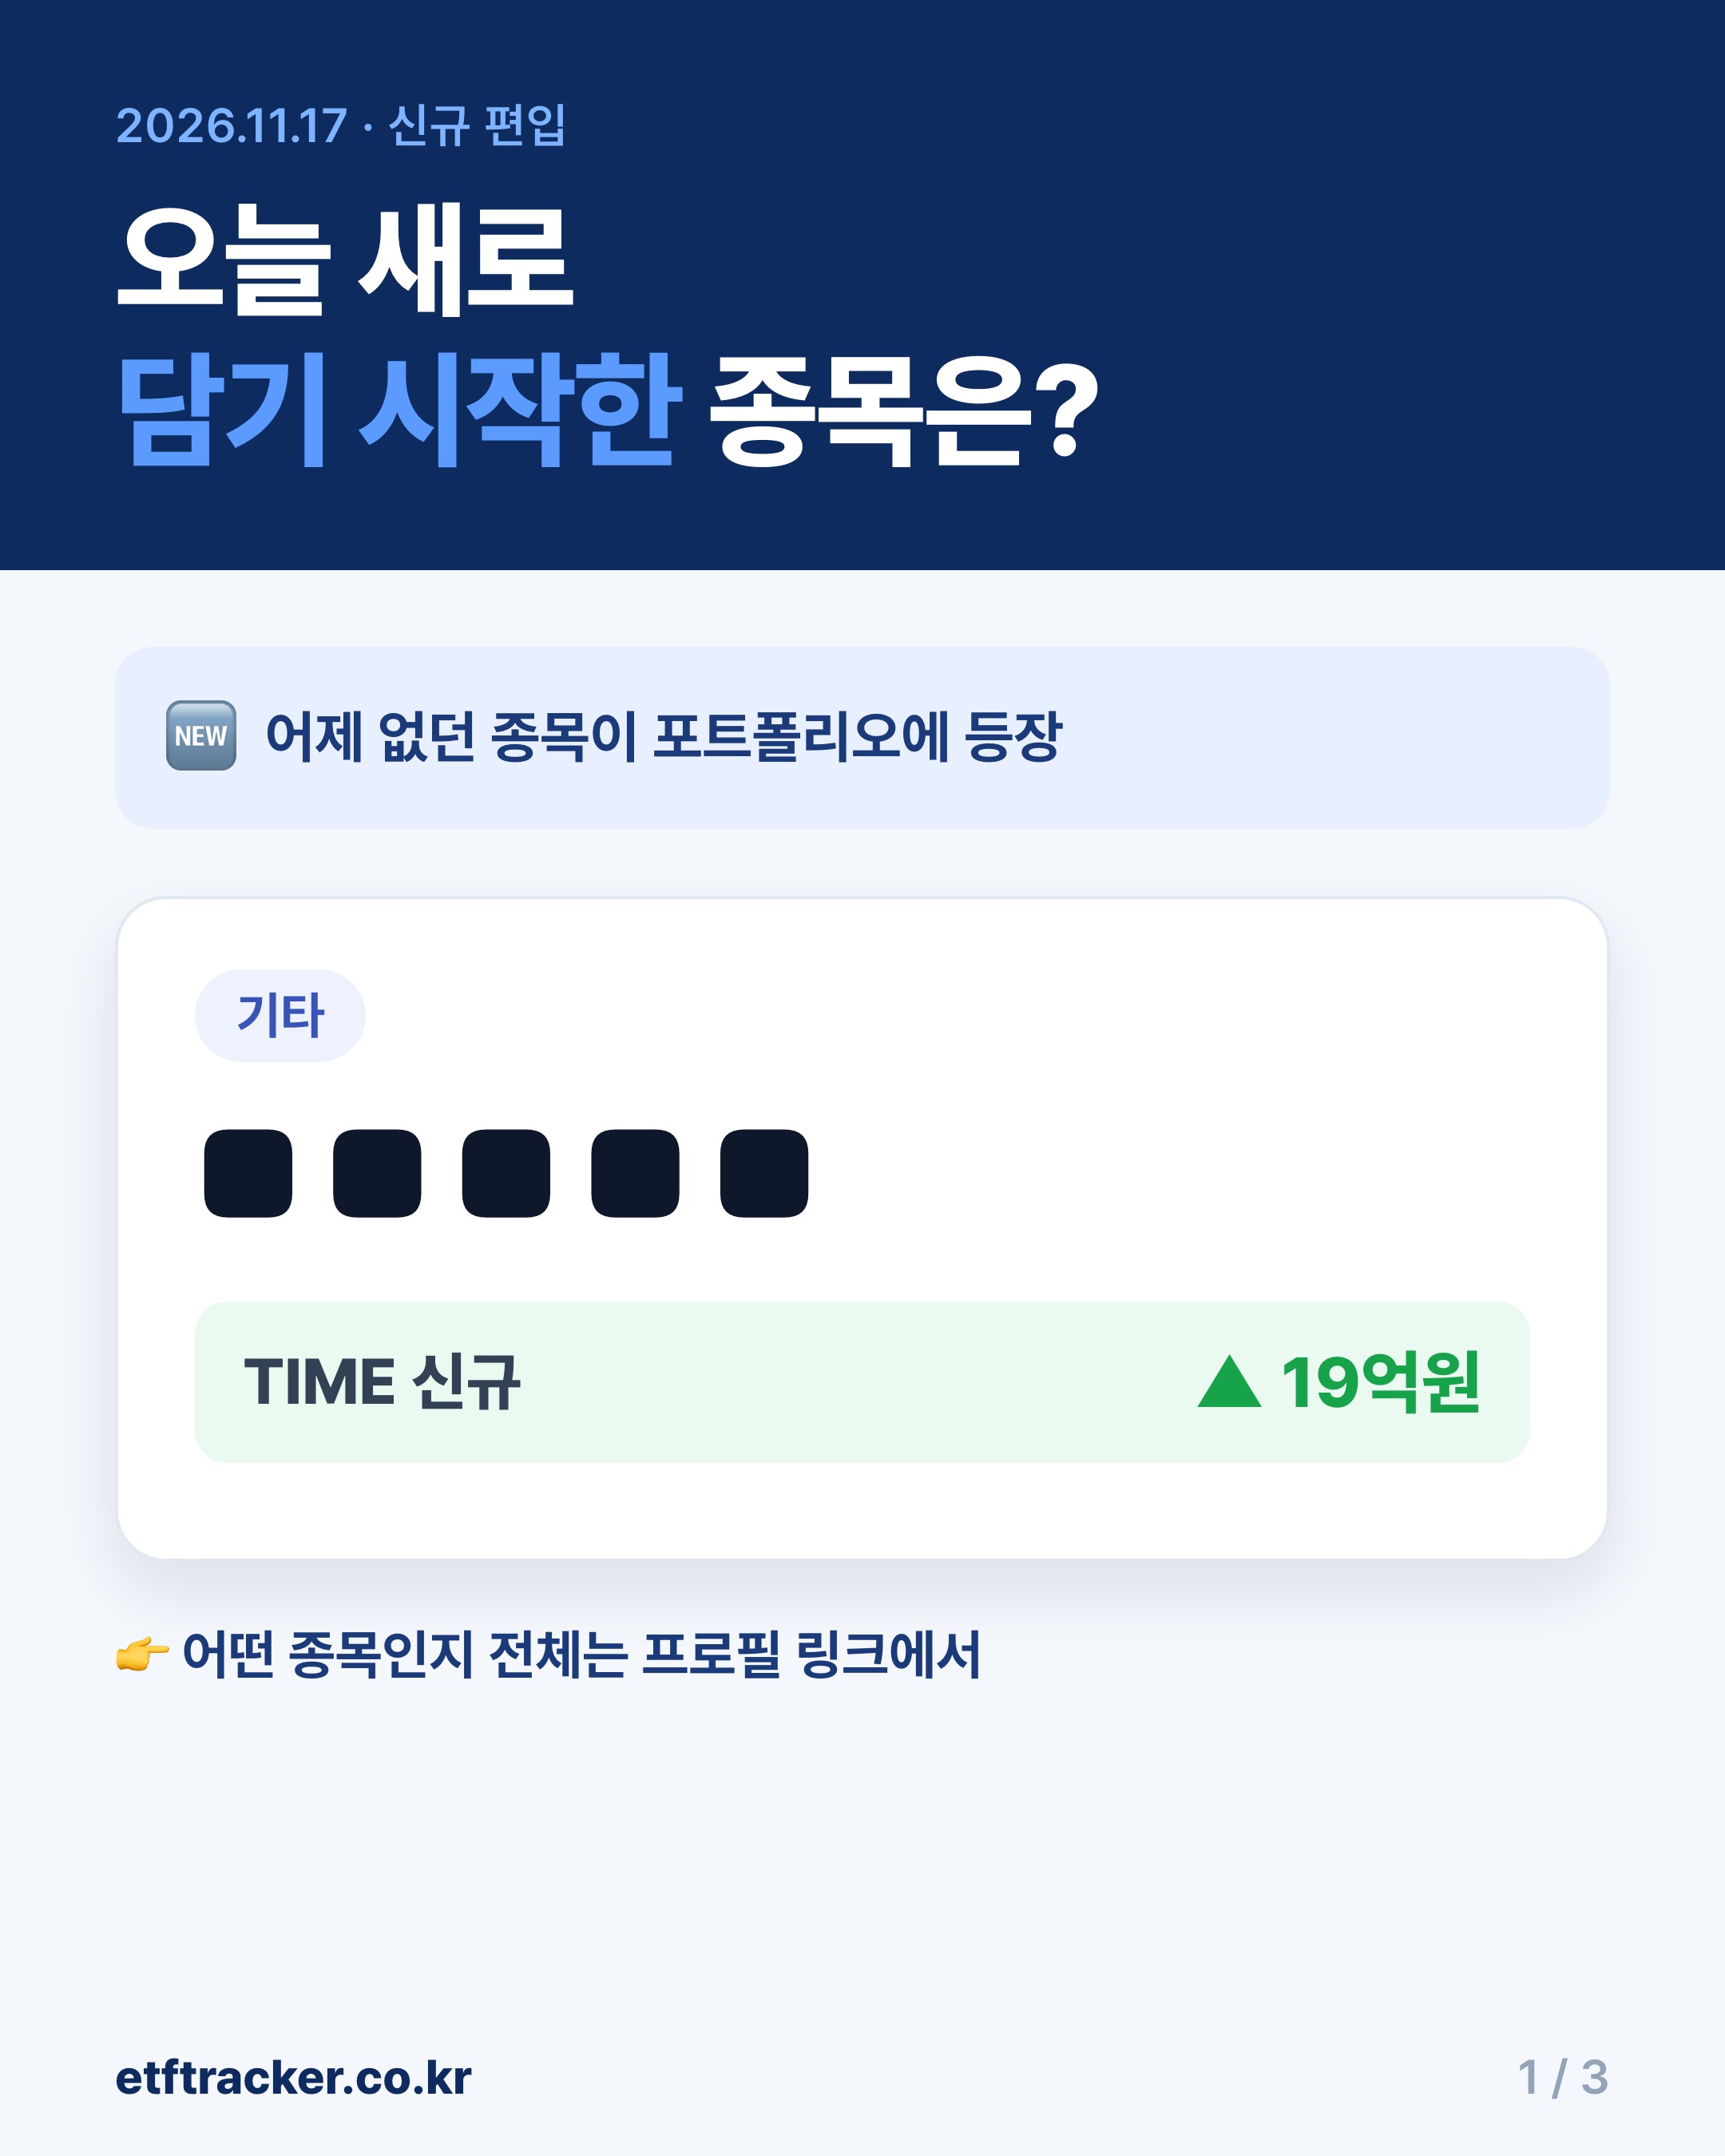 2026.11.17 · 신규 편입
오늘 새로
담기 시작한 종목은?
🆕 어제 없던 종목이 포트폴리오에 등장
기타
■ ■ ■ ■ ■
TIME 신규 ▲ 19억원
👉 어떤 종목인지 전체는 프로필 링크에서
etftracker.co.kr 1 / 3